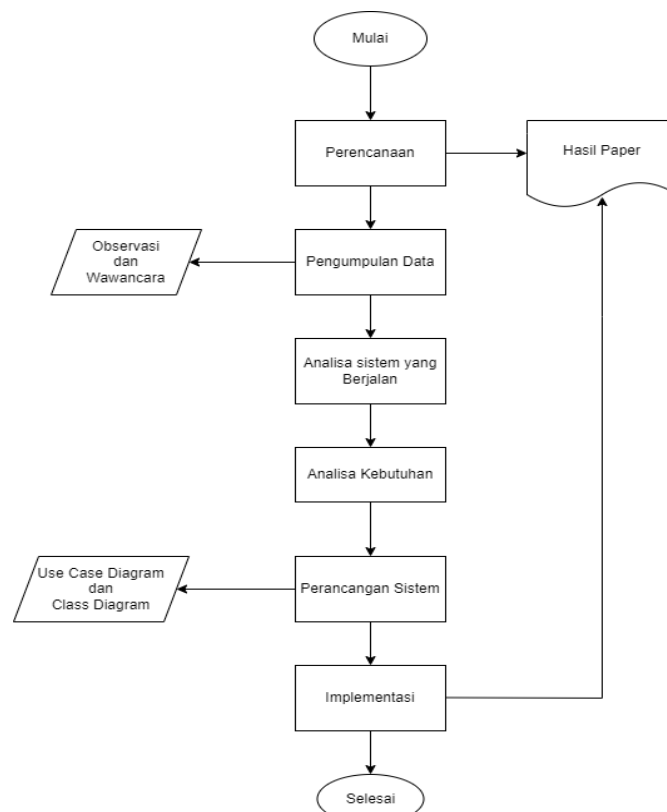 Mulai
Perencanaan
Hasil Paper
Observasi
dan
Wawancara
Pengumpulan Data
Analisa sistem yang
Berjalan
Analisa Kebutuhan
Use Case Diagram
dan
Class Diagram
Perancangan Sistem
Implementasi
Selesai